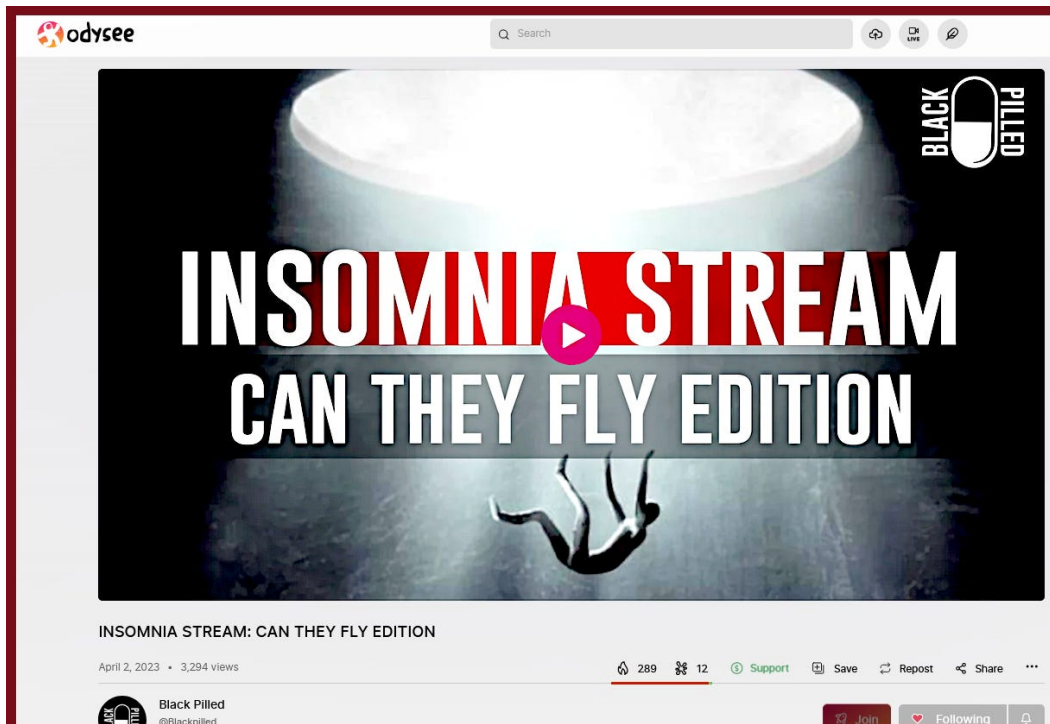 odysee
Search
LIVE
BLACK
PILLED
INSOMNIA STREAM
CAN THEY FLY EDITION
INSOMNIA STREAM: CAN THEY FLY EDITION
April 2, 2023 • 3,294 views
289 12 Support Save Repost Share ...
BLACK
Black Pilled
@Blackpilled
Join Following